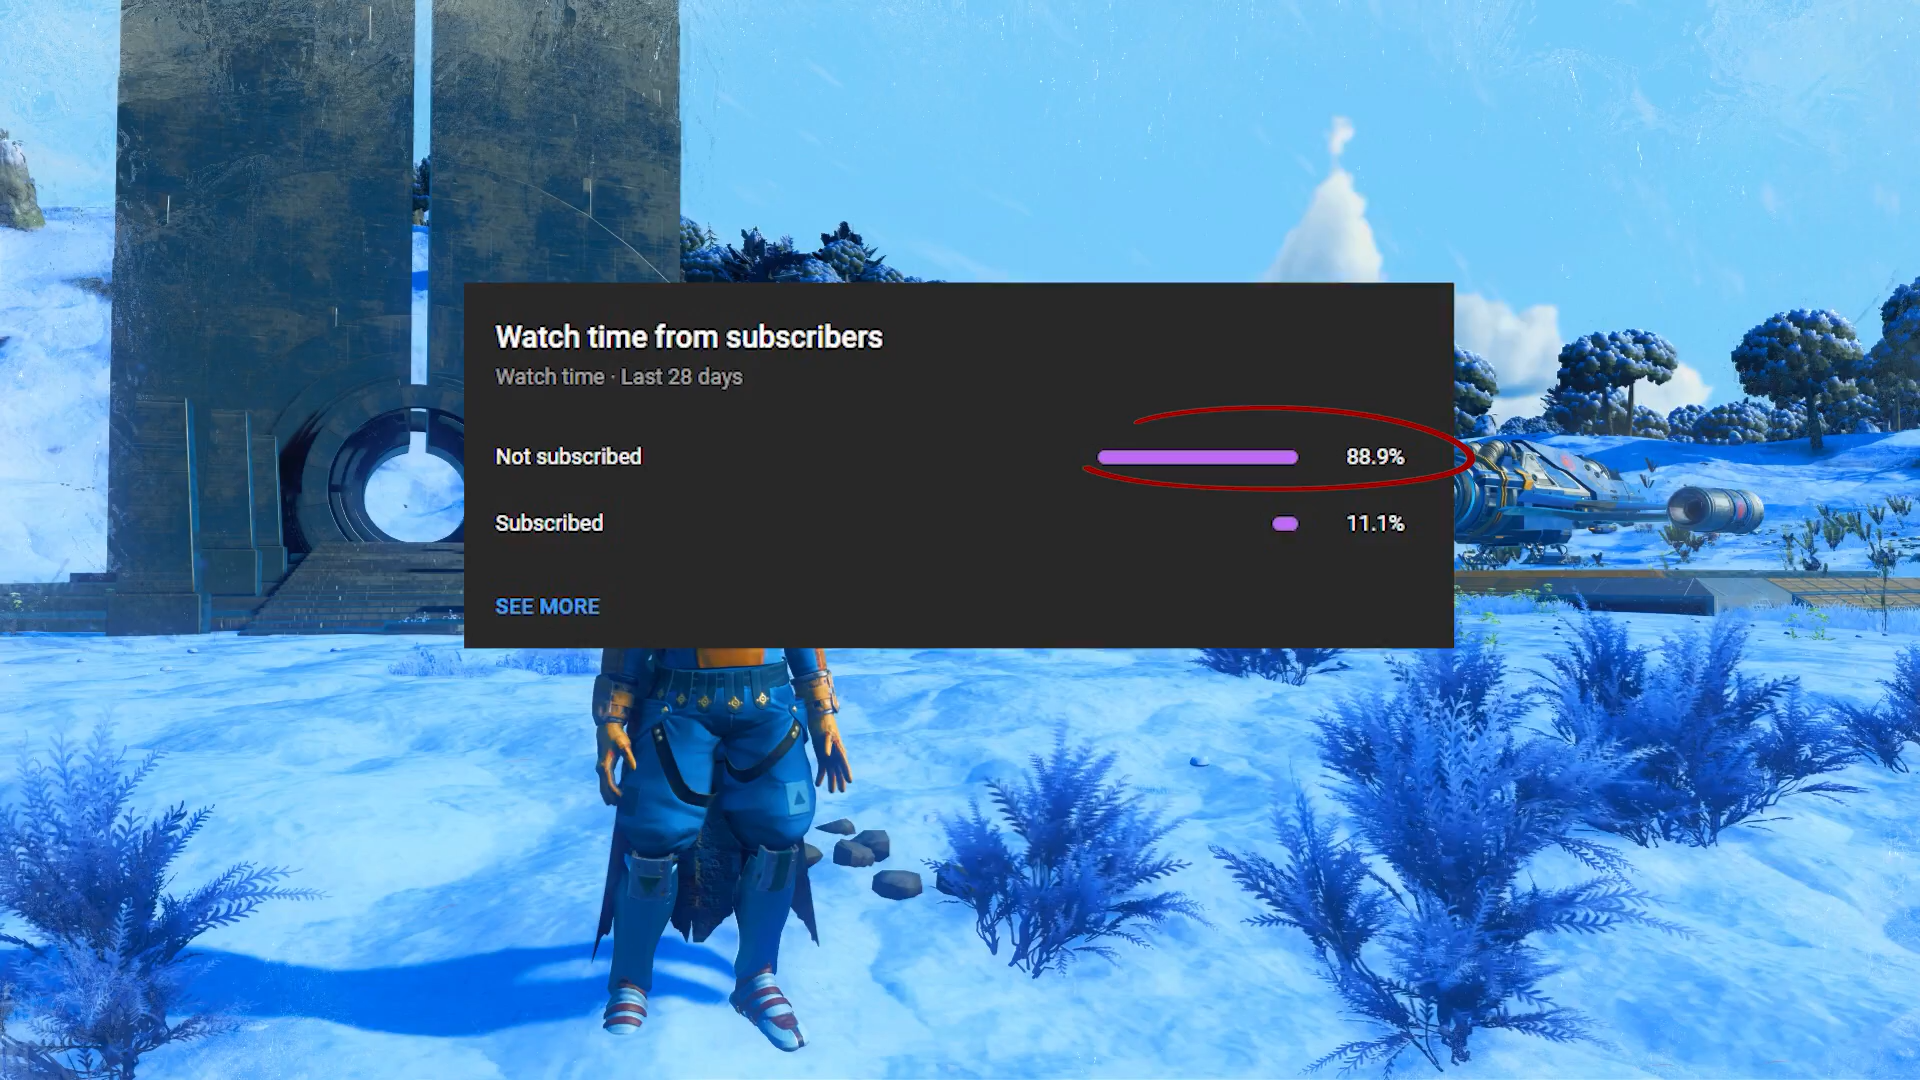 Watch time from subscribers
Watch time · Last 28 days
Not subscribed 88.9%
Subscribed 11.1%
SEE MORE